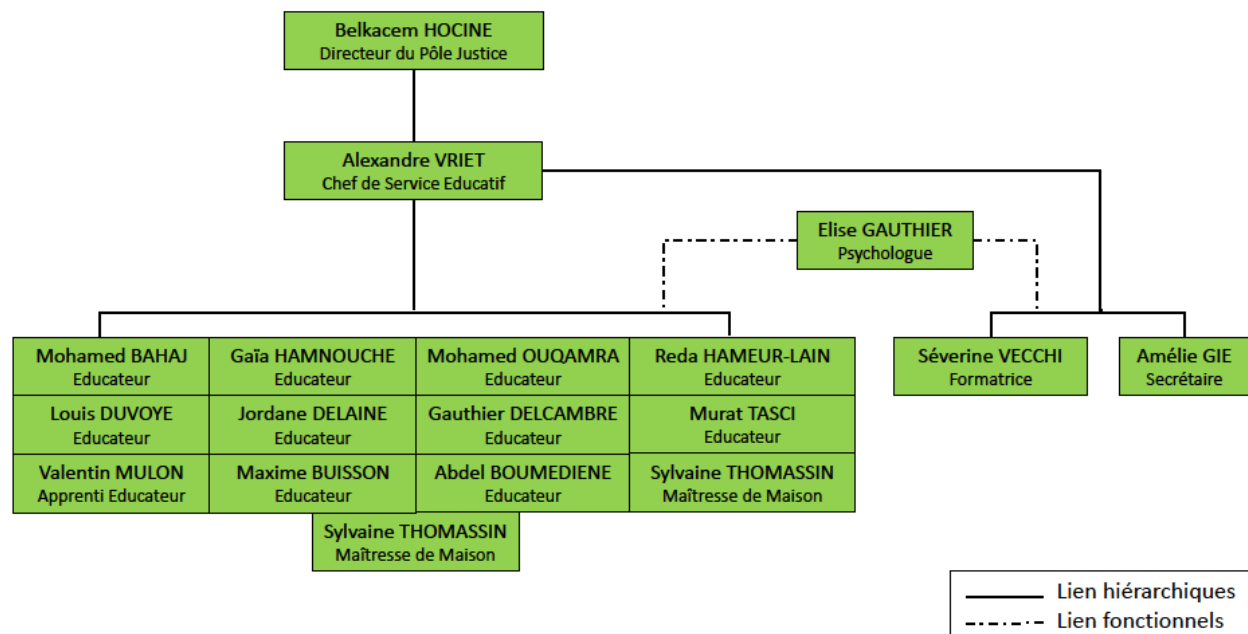 Belkacem HOCINE
Directeur du Pôle Justice
Alexandre VRIET
Chef de Service Educatif
Elise GAUTHIER
Psychologue
Mohamed BAHAJ
Educateur
Gaïa HAMNOUCHE
Educateur
Mohamed OUQAMRA
Educateur
Reda HAMEUR-LAIN
Educateur
Séverine VECCHI
Formatrice
Amélie GIE
Secrétaire
Louis DUVOYE
Educateur
Jordane DELAINE
Educateur
Gauthier DELCAMBRE
Educateur
Murat TASCI
Educateur
Valentin MULON
Apprenti Educateur
Maxime BUISSON
Educateur
Abdel BOUMEDIENE
Educateur
Sylvaine THOMASSIN
Maîtresse de Maison
Sylvaine THOMASSIN
Maîtresse de Maison
Lien hiérarchiques
Lien fonctionnels